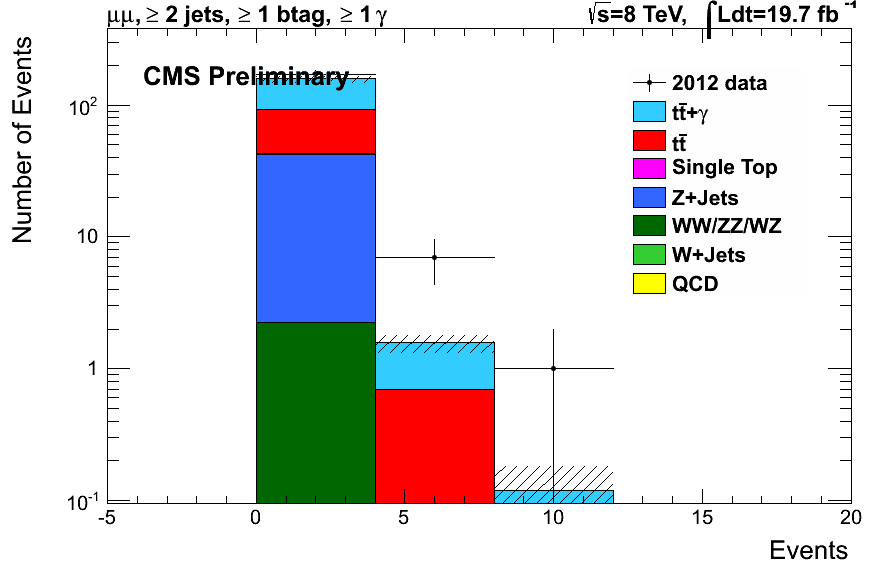 μμ, ≥ 2 jets, ≥ 1 btag, ≥ 1 γ
√s=8 TeV, ∫Ldt=19.7 fb⁻¹
CMS Preliminary
2012 data
tt̄+γ
tt̄
Single Top
Z+Jets
WW/ZZ/WZ
W+Jets
QCD
Number of Events
10²
10
1
10⁻¹
-5 0 5 10 15 20
Events